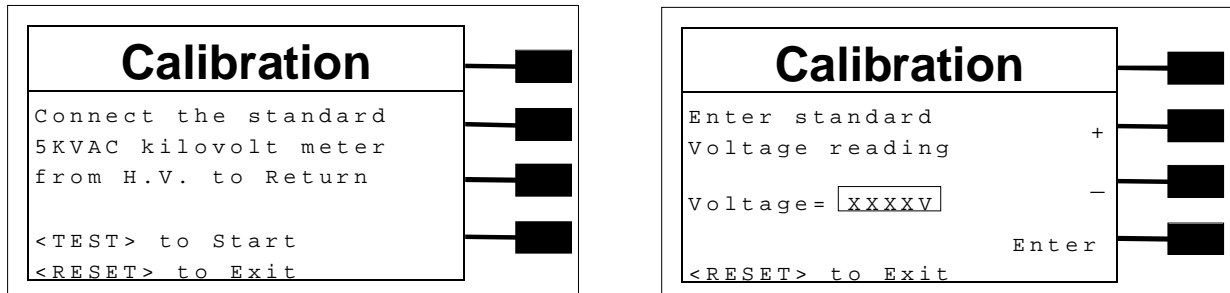 Calibration
Connect the standard
5KVAC kilovolt meter
from H.V. to Return
<TEST> to Start
<RESET> to Exit
Calibration
Enter standard
+
Voltage reading
_
Voltage= XXXXV
Enter
<RESET> to Exit